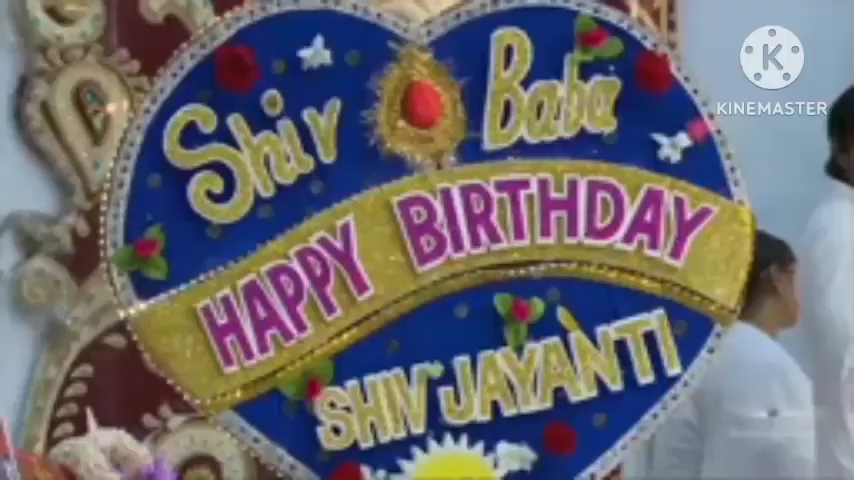 Shiv Baba
HAPPY BIRTHDAY
SHIV JAYANTI
K
KINEMASTER